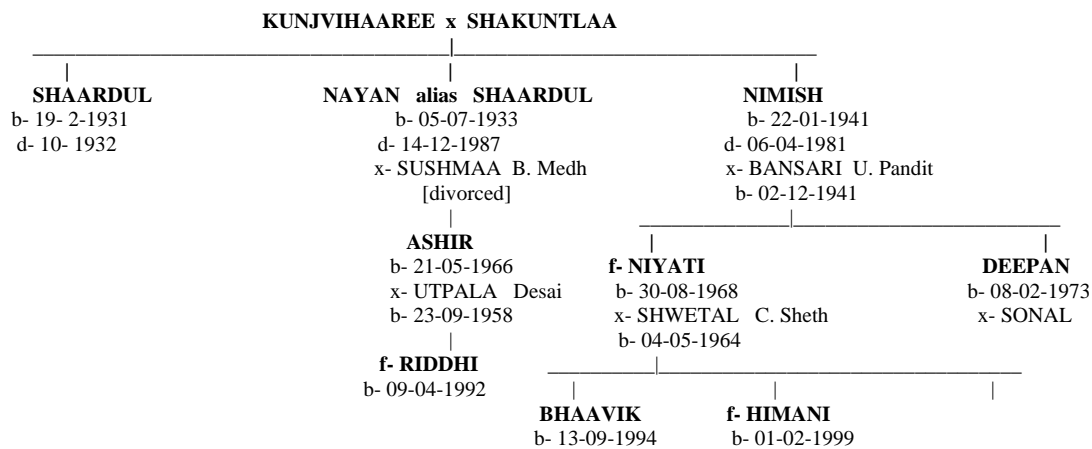 KUNJVIHAAREE x SHAKUNTLAA
SHAARDUL NAYAN alias SHAARDUL NIMISH
b- 19- 2-1931 b- 05-07-1933 b- 22-01-1941
d- 10- 1932 d- 14-12-1987 d- 06-04-1981
x- SUSHMAA B. Medh x- BANSARI U. Pandit
[divorced] b- 02-12-1941
ASHIR f- NIYATI DEEPAN
b- 21-05-1966 b- 30-08-1968 b- 08-02-1973
x- UTPALA Desai x- SHWETAL C. Sheth x- SONAL
b- 23-09-1958 b- 04-05-1964
f- RIDDHI
b- 09-04-1992
BHAAVIK f- HIMANI
b- 13-09-1994 b- 01-02-1999